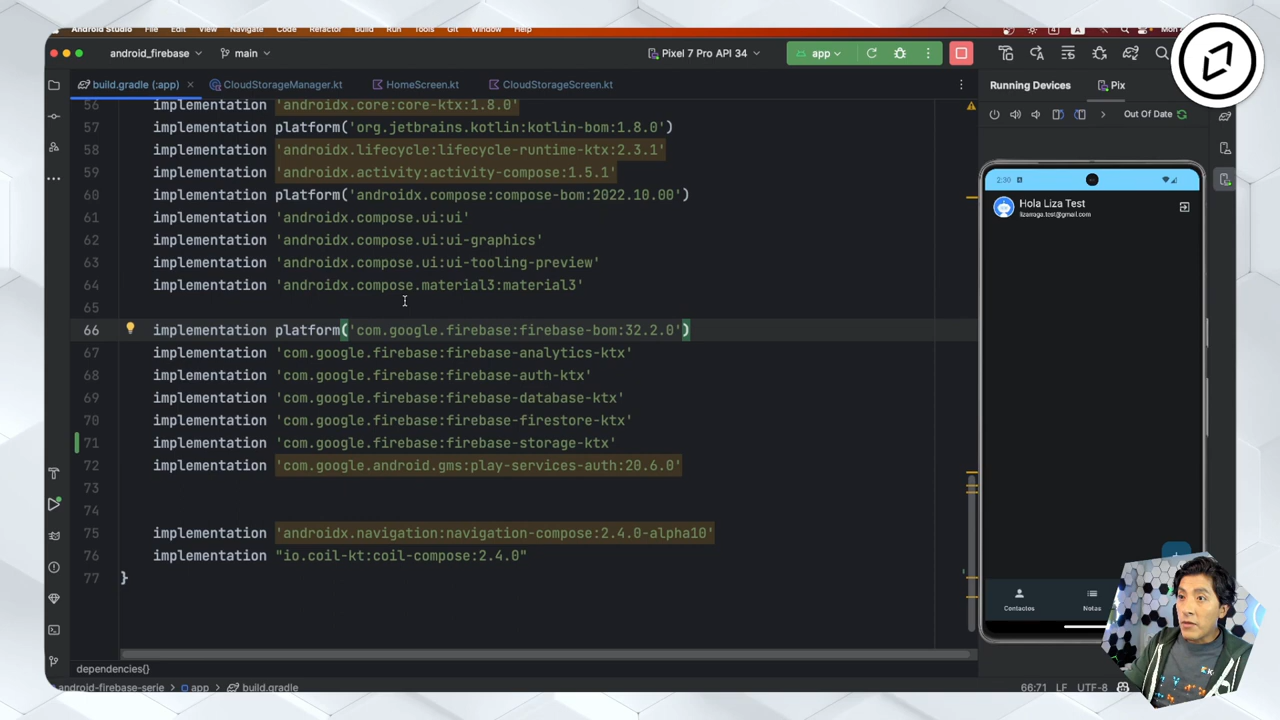 Android Studio File Edit View Navigate Code Refactor Build Run Tools Git Window Help
android_firebase main Pixel 7 Pro API 34 app
build.gradle (:app) CloudStorageManager.kt HomeScreen.kt CloudStorageScreen.kt Running Devices Pix
Out Of Date
56 implementation 'androidx.core:core-ktx:1.8.0'
57 implementation platform('org.jetbrains.kotlin:kotlin-bom:1.8.0')
58 implementation 'androidx.lifecycle:lifecycle-runtime-ktx:2.3.1'
59 implementation 'androidx.activity:activity-compose:1.5.1'
60 implementation platform('androidx.compose:compose-bom:2022.10.00')
61 implementation 'androidx.compose.ui:ui'
62 implementation 'androidx.compose.ui:ui-graphics'
63 implementation 'androidx.compose.ui:ui-tooling-preview'
64 implementation 'androidx.compose.material3:material3'
65
66 implementation platform('com.google.firebase:firebase-bom:32.2.0')
67 implementation 'com.google.firebase:firebase-analytics-ktx'
68 implementation 'com.google.firebase:firebase-auth-ktx'
69 implementation 'com.google.firebase:firebase-database-ktx'
70 implementation 'com.google.firebase:firebase-firestore-ktx'
71 implementation 'com.google.firebase:firebase-storage-ktx'
72 implementation 'com.google.android.gms:play-services-auth:20.6.0'
73
74
75 implementation 'androidx.navigation:navigation-compose:2.4.0-alpha10'
76 implementation "io.coil-kt:coil-compose:2.4.0"
77 }
dependencies{}
android-firebase-serie app build.gradle 66:71 LF UTF-8
2:30
Hola Liza Test
lizarraga.test@gmail.com
Contactos Notas